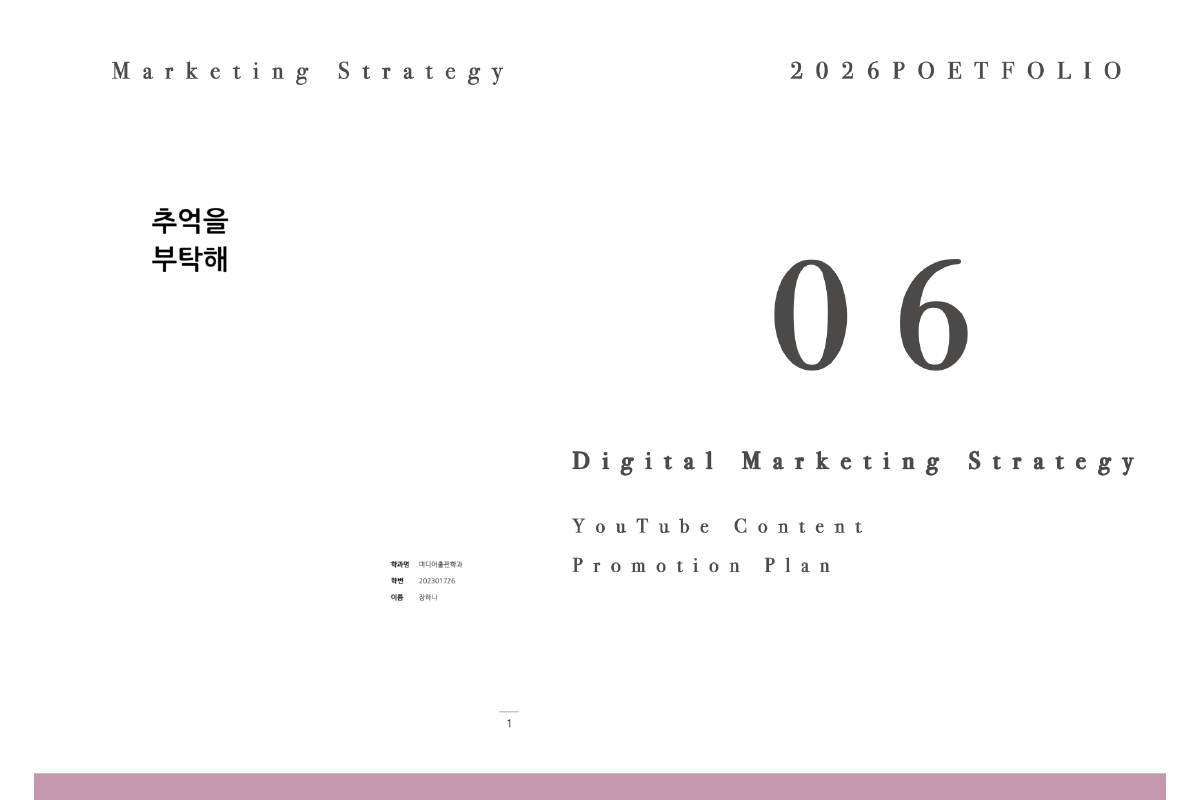 Marketing Strategy
2026POETFOLIO
추억을
부탁해
06
Digital Marketing Strategy
YouTube Content
Promotion Plan
학과명 미디어출판학과
학번 202301726
이름 장하나
1